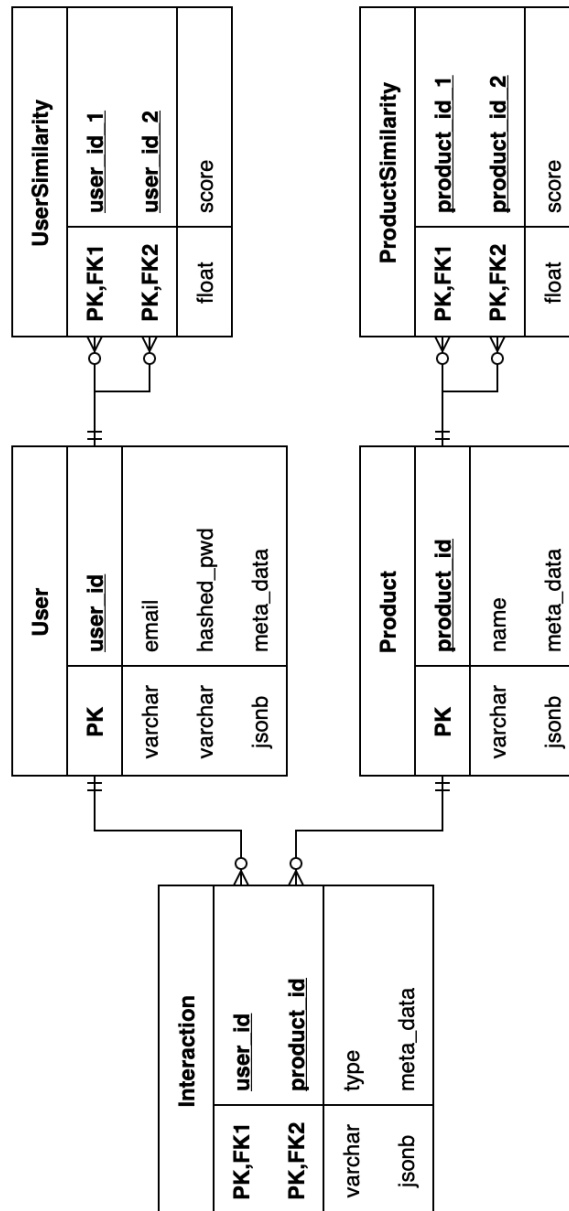 Interaction
PK,FK1 user_id
PK,FK2 product_id
varchar type
jsonb meta_data
User
PK user_id
varchar email
varchar hashed_pwd
jsonb meta_data
UserSimilarity
PK,FK1 user_id_1
PK,FK2 user_id_2
float score
Product
PK product_id
varchar name
jsonb meta_data
ProductSimilarity
PK,FK1 product_id_1
PK,FK2 product_id_2
float score